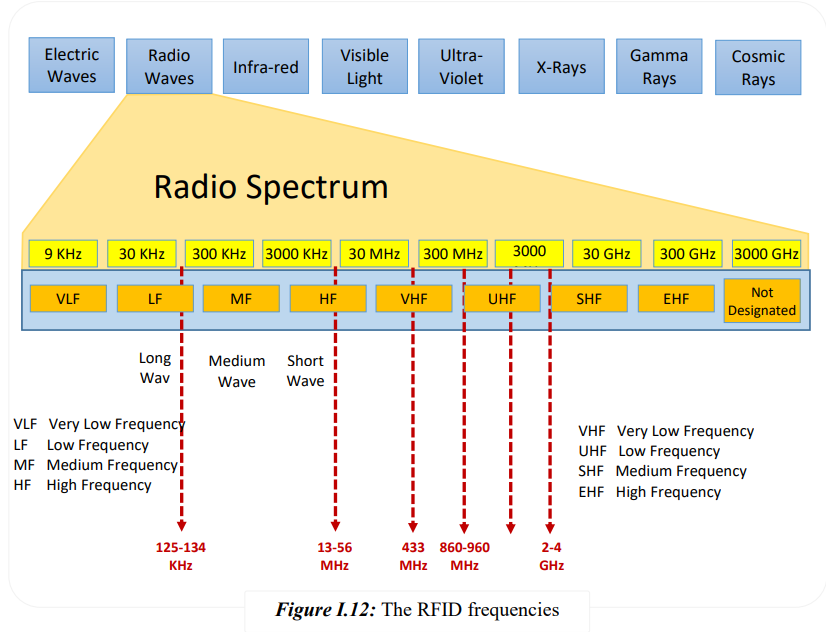 Electric
Waves
Radio
Waves
Infra-red
Visible
Light
Ultra-
Violet
X-Rays
Gamma
Rays
Cosmic
Rays
Radio Spectrum
9 KHz
30 KHz
300 KHz
3000 KHz
30 MHz
300 MHz
3000
30 GHz
300 GHz
3000 GHz
VLF
LF
MF
HF
VHF
UHF
SHF
EHF
Not
Designated
Long
Wav
Medium
Wave
Short
Wave
VLF Very Low Frequency
LF Low Frequency
MF Medium Frequency
HF High Frequency
VHF Very Low Frequency
UHF Low Frequency
SHF Medium Frequency
EHF High Frequency
125-134
KHz
13-56
MHz
433
MHz
860-960
MHz
2-4
GHz
Figure I.12: The RFID frequencies